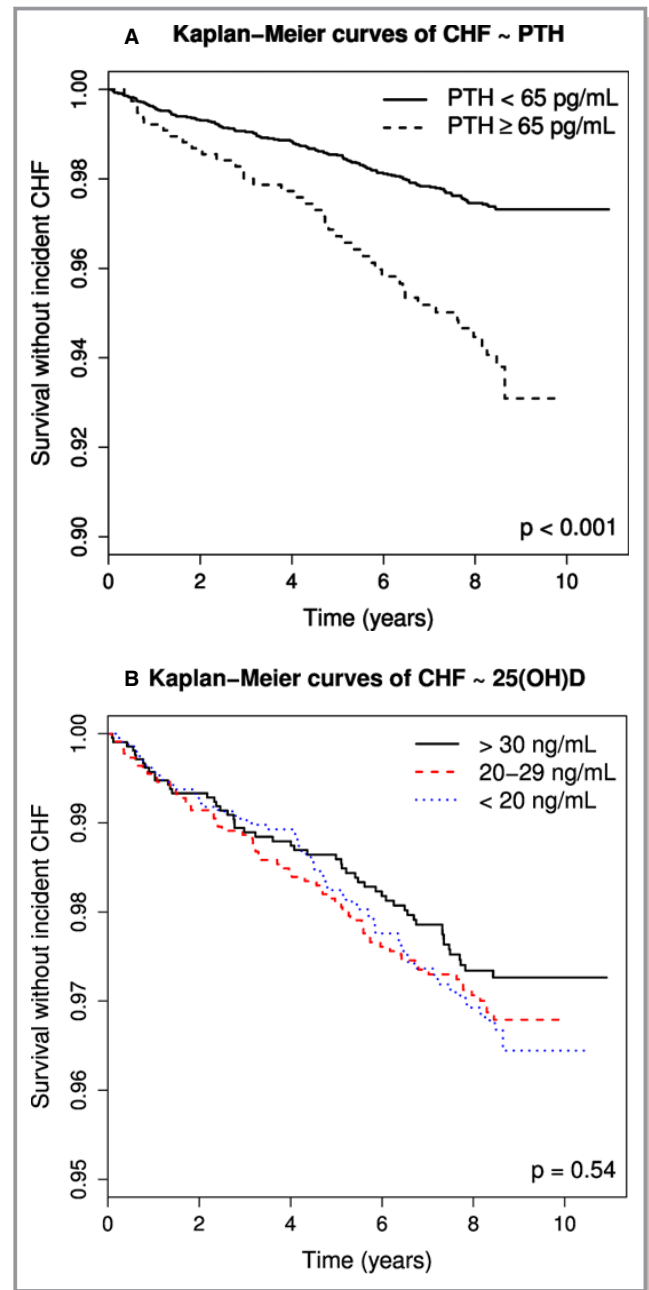 A Kaplan−Meier curves of CHF ~ PTH
PTH < 65 pg/mL
PTH ≥ 65 pg/mL
Survival without incident CHF
1.00
0.98
0.96
0.94
0.92
0.90
p < 0.001
0 2 4 6 8 10
Time (years)
B Kaplan−Meier curves of CHF ~ 25(OH)D
> 30 ng/mL
20−29 ng/mL
< 20 ng/mL
Survival without incident CHF
1.00
0.99
0.98
0.97
0.96
0.95
p = 0.54
0 2 4 6 8 10
Time (years)